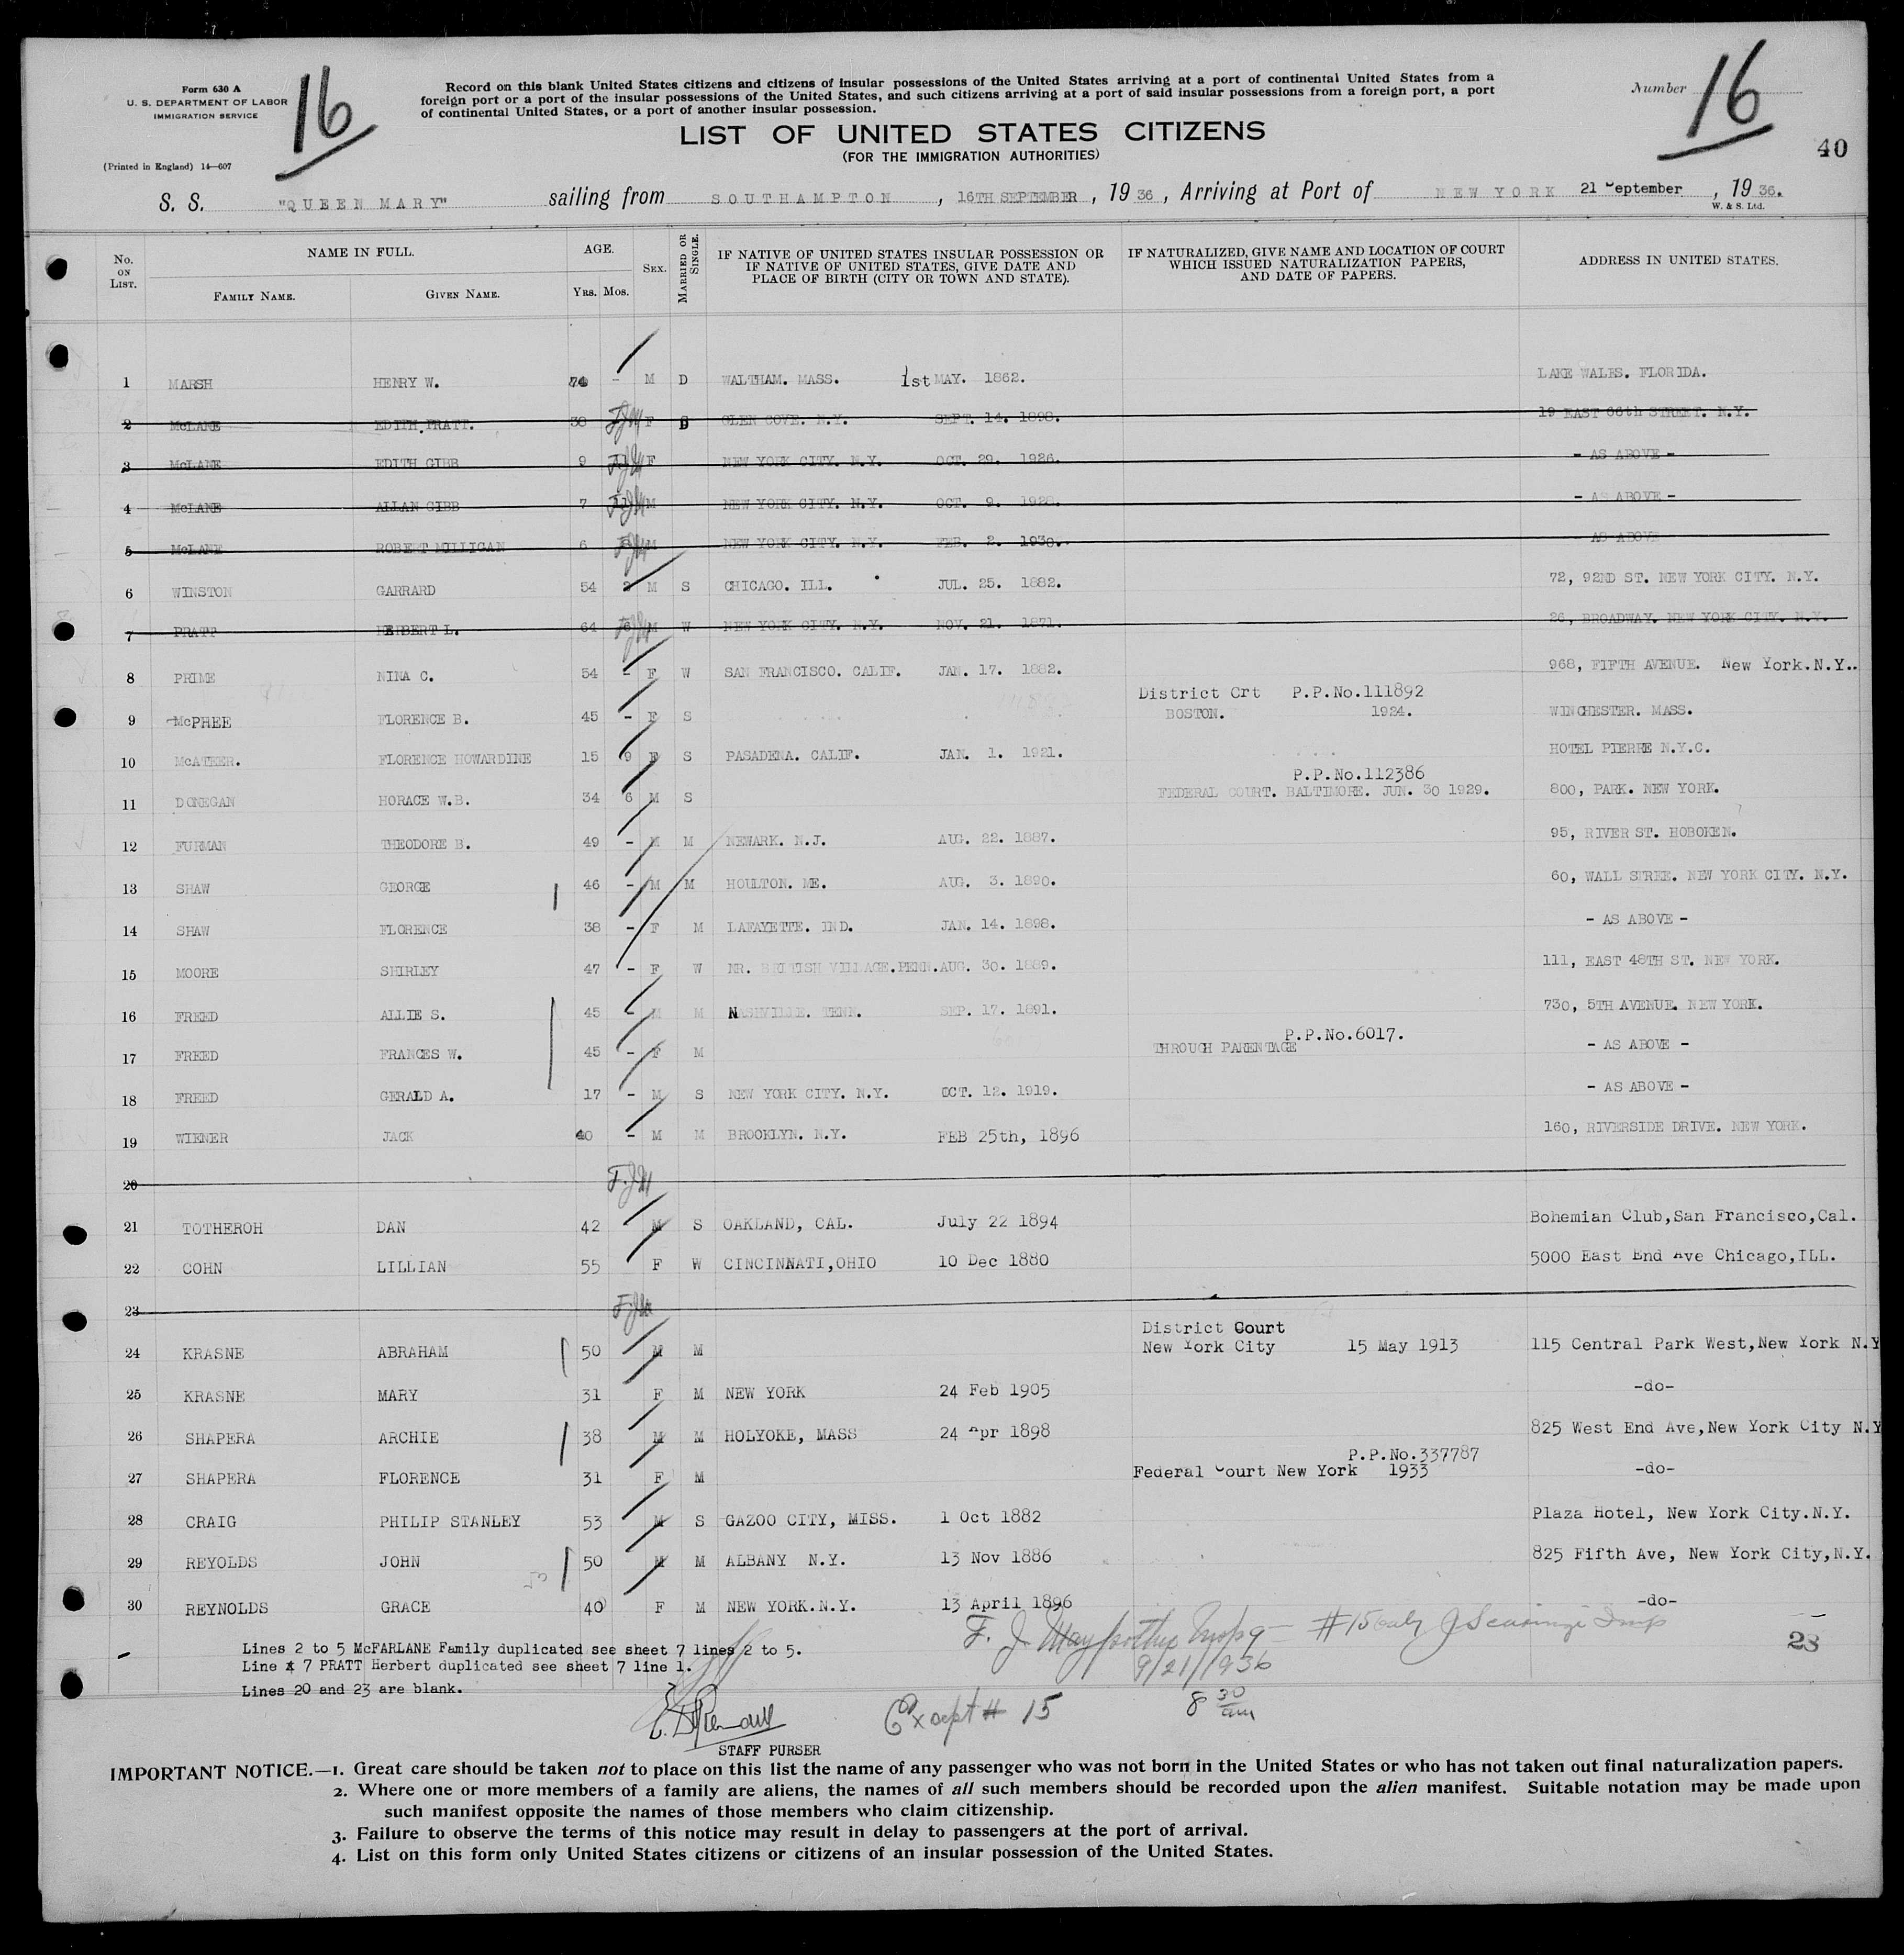 Form 630 A
U. S. DEPARTMENT OF LABOR
IMMIGRATION SERVICE
(Printed in England) 14—607
16
Record on this blank United States citizens and citizens of insular possessions of the United States arriving at a port of continental United States from a
foreign port or a port of the insular possessions of the United States, and such citizens arriving at a port of said insular possessions from a foreign port, a port
of continental United States, or a port of another insular possession.
LIST OF UNITED STATES CITIZENS
(FOR THE IMMIGRATION AUTHORITIES)
Number 16
40
S. S. "QUEEN MARY" sailing from SOUTHAMPTON, 16TH SEPTEMBER, 19 36, Arriving at Port of NEW YORK 21 September, 19 36.
W. & S. Ltd.
No. ON LIST. NAME IN FULL. FAMILY NAME. GIVEN NAME. AGE. YRS. MOS. SEX. MARRIED OR SINGLE. IF NATIVE OF UNITED STATES INSULAR POSSESSION OR IF NATIVE OF UNITED STATES, GIVE DATE AND PLACE OF BIRTH (CITY OR TOWN AND STATE). IF NATURALIZED, GIVE NAME AND LOCATION OF COURT WHICH ISSUED NATURALIZATION PAPERS, AND DATE OF PAPERS. ADDRESS IN UNITED STATES.
1 MARSH HENRY W. 74 - M D WALTHAM. MASS. 1st MAY. 1862. LAKE WALES. FLORIDA.
2 McLANE EDITH PRATT. 38 F GLEN COVE. N.Y. SEPT. 14. 1898. 19 EAST 66th STREET. N.Y.
3 McLANE EDITH GIBB 9 11 F NEW YORK CITY. N.Y. OCT. 29. 1926. - AS ABOVE -
4 McLANE ALLAN GIBB 7 11 M NEW YORK CITY. N.Y. OCT. 9. 1928. - AS ABOVE -
5 McLANE ROBERT MILLIGAN 6 M NEW YORK CITY. N.Y. FEB. 2. 1930. AS ABOVE
6 WINSTON GARRARD 54 2 M S CHICAGO. ILL. JUL. 25. 1882. 72, 92ND ST. NEW YORK CITY. N.Y.
7 PRATT HERBERT L. 64 M W NEW YORK CITY. N.Y. NOV. 21. 1871. 26, BROADWAY. NEW YORK CITY. N.Y.
8 PRIME NINA C. 54 - F W SAN FRANCISCO. CALIF. JAN. 17. 1882. 968, FIFTH AVENUE. New York.N.Y..
District Crt P.P.No.111892
9 McPHEE FLORENCE B. 45 - F S BOSTON. 1924. WINCHESTER. MASS.
10 McATEER. FLORENCE HOWARDINE 15 9 F S PASADENA. CALIF. JAN. 1. 1921. HOTEL PIERRE N.Y.C.
P.P.No.112386
11 DONEGAN HORACE W.B. 34 6 M S FEDERAL COURT. BALTIMORE. JUN. 30 1929. 800, PARK. NEW YORK.
12 FURMAN THEODORE B. 49 - M M NEWARK. N.J. AUG. 22. 1887. 95, RIVER ST. HOBOKEN.
13 SHAW GEORGE 46 - M M HOULTON. ME. AUG. 3. 1890. 60, WALL STREE. NEW YORK CITY. N.Y.
14 SHAW FLORENCE 38 - F M LAFAYETTE. IND. JAN. 14. 1898. - AS ABOVE -
15 MOORE SHIRLEY 47 - F W NR. BRITISH VILLAGE.PENN. AUG. 30. 1889. 111, EAST 48TH ST. NEW YORK.
16 FREED ALLIE S. 45 - M M NASHVILLE. TENN. SEP. 17. 1891. 730, 5TH AVENUE. NEW YORK.
P.P.No.6017.
17 FREED FRANCES W. 45 - F M THROUGH PARENTAGE - AS ABOVE -
18 FREED GERALD A. 17 - M S NEW YORK CITY. N.Y. OCT. 12. 1919. - AS ABOVE -
19 WIENER JACK 40 - M M BROOKLYN. N.Y. FEB 25th, 1896 160, RIVERSIDE DRIVE. NEW YORK.
20
21 TOTHEROH DAN 42 - M S OAKLAND, CAL. July 22 1894 Bohemian Club,San Francisco,Cal.
22 COHN LILLIAN 55 F W CINCINNATI,OHIO 10 Dec 1880 5000 East End Ave Chicago,ILL.
23
District Court
24 KRASNE ABRAHAM 50 M M New York City 15 May 1913 115 Central Park West,New York N.Y
25 KRASNE MARY 31 F M NEW YORK 24 Feb 1905 -do-
26 SHAPERA ARCHIE 38 M M HOLYOKE, MASS 24 Apr 1898 825 West End Ave,New York City N.Y
P.P.No.337787
27 SHAPERA FLORENCE 31 F M Federal Court New York 1933 -do-
28 CRAIG PHILIP STANLEY 53 M S GAZOO CITY, MISS. 1 Oct 1882 Plaza Hotel, New York City.N.Y.
29 REYOLDS JOHN 50 M M ALBANY N.Y. 13 Nov 1886 825 Fifth Ave, New York City,N.Y.
30 REYNOLDS GRACE 40 F M NEW YORK.N.Y. 13 April 1896 -do-
Lines 2 to 5 McFARLANE Family duplicated see sheet 7 lines 2 to 5.
Line 7 PRATT Herbert duplicated see sheet 7 line 1.
Lines 20 and 23 are blank.
F. J.
#15 only
9/21/1936
28
Except # 15
8 30 am
STAFF PURSER
IMPORTANT NOTICE.—1. Great care should be taken not to place on this list the name of any passenger who was not born in the United States or who has not taken out final naturalization papers.
2. Where one or more members of a family are aliens, the names of all such members should be recorded upon the alien manifest. Suitable notation may be made upon
such manifest opposite the names of those members who claim citizenship.
3. Failure to observe the terms of this notice may result in delay to passengers at the port of arrival.
4. List on this form only United States citizens or citizens of an insular possession of the United States.